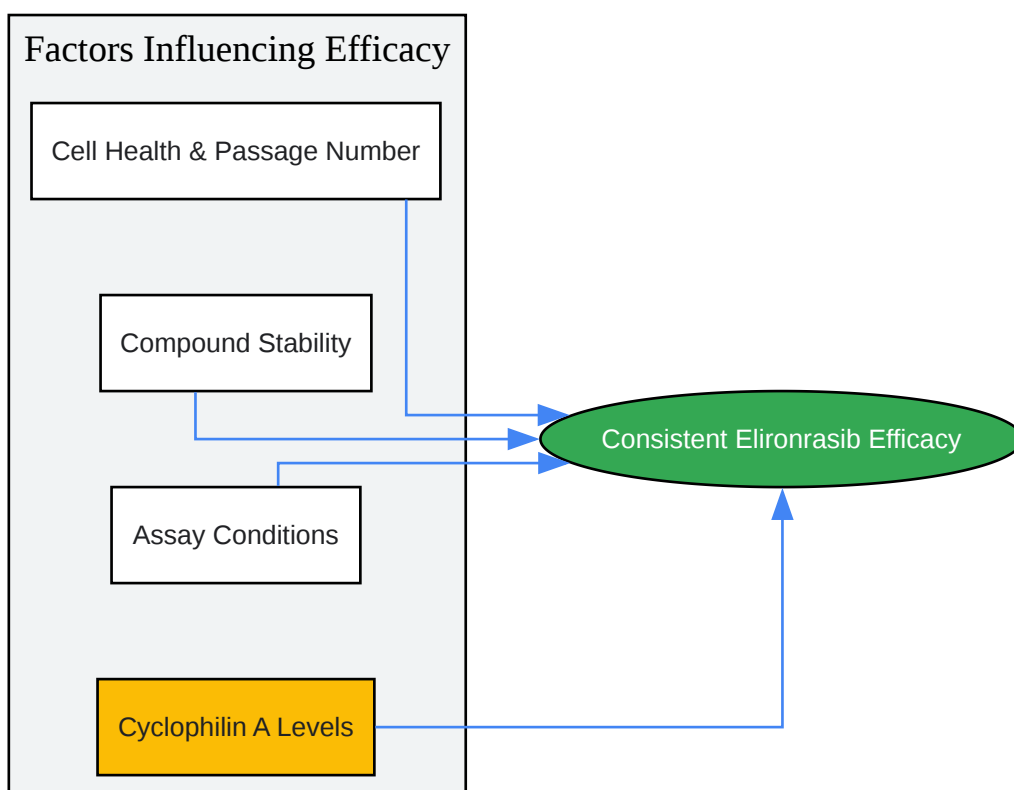 Factors Influencing Efficacy
Cell Health & Passage Number
Compound Stability
Consistent Elironrasib Efficacy
Assay Conditions
Cyclophilin A Levels